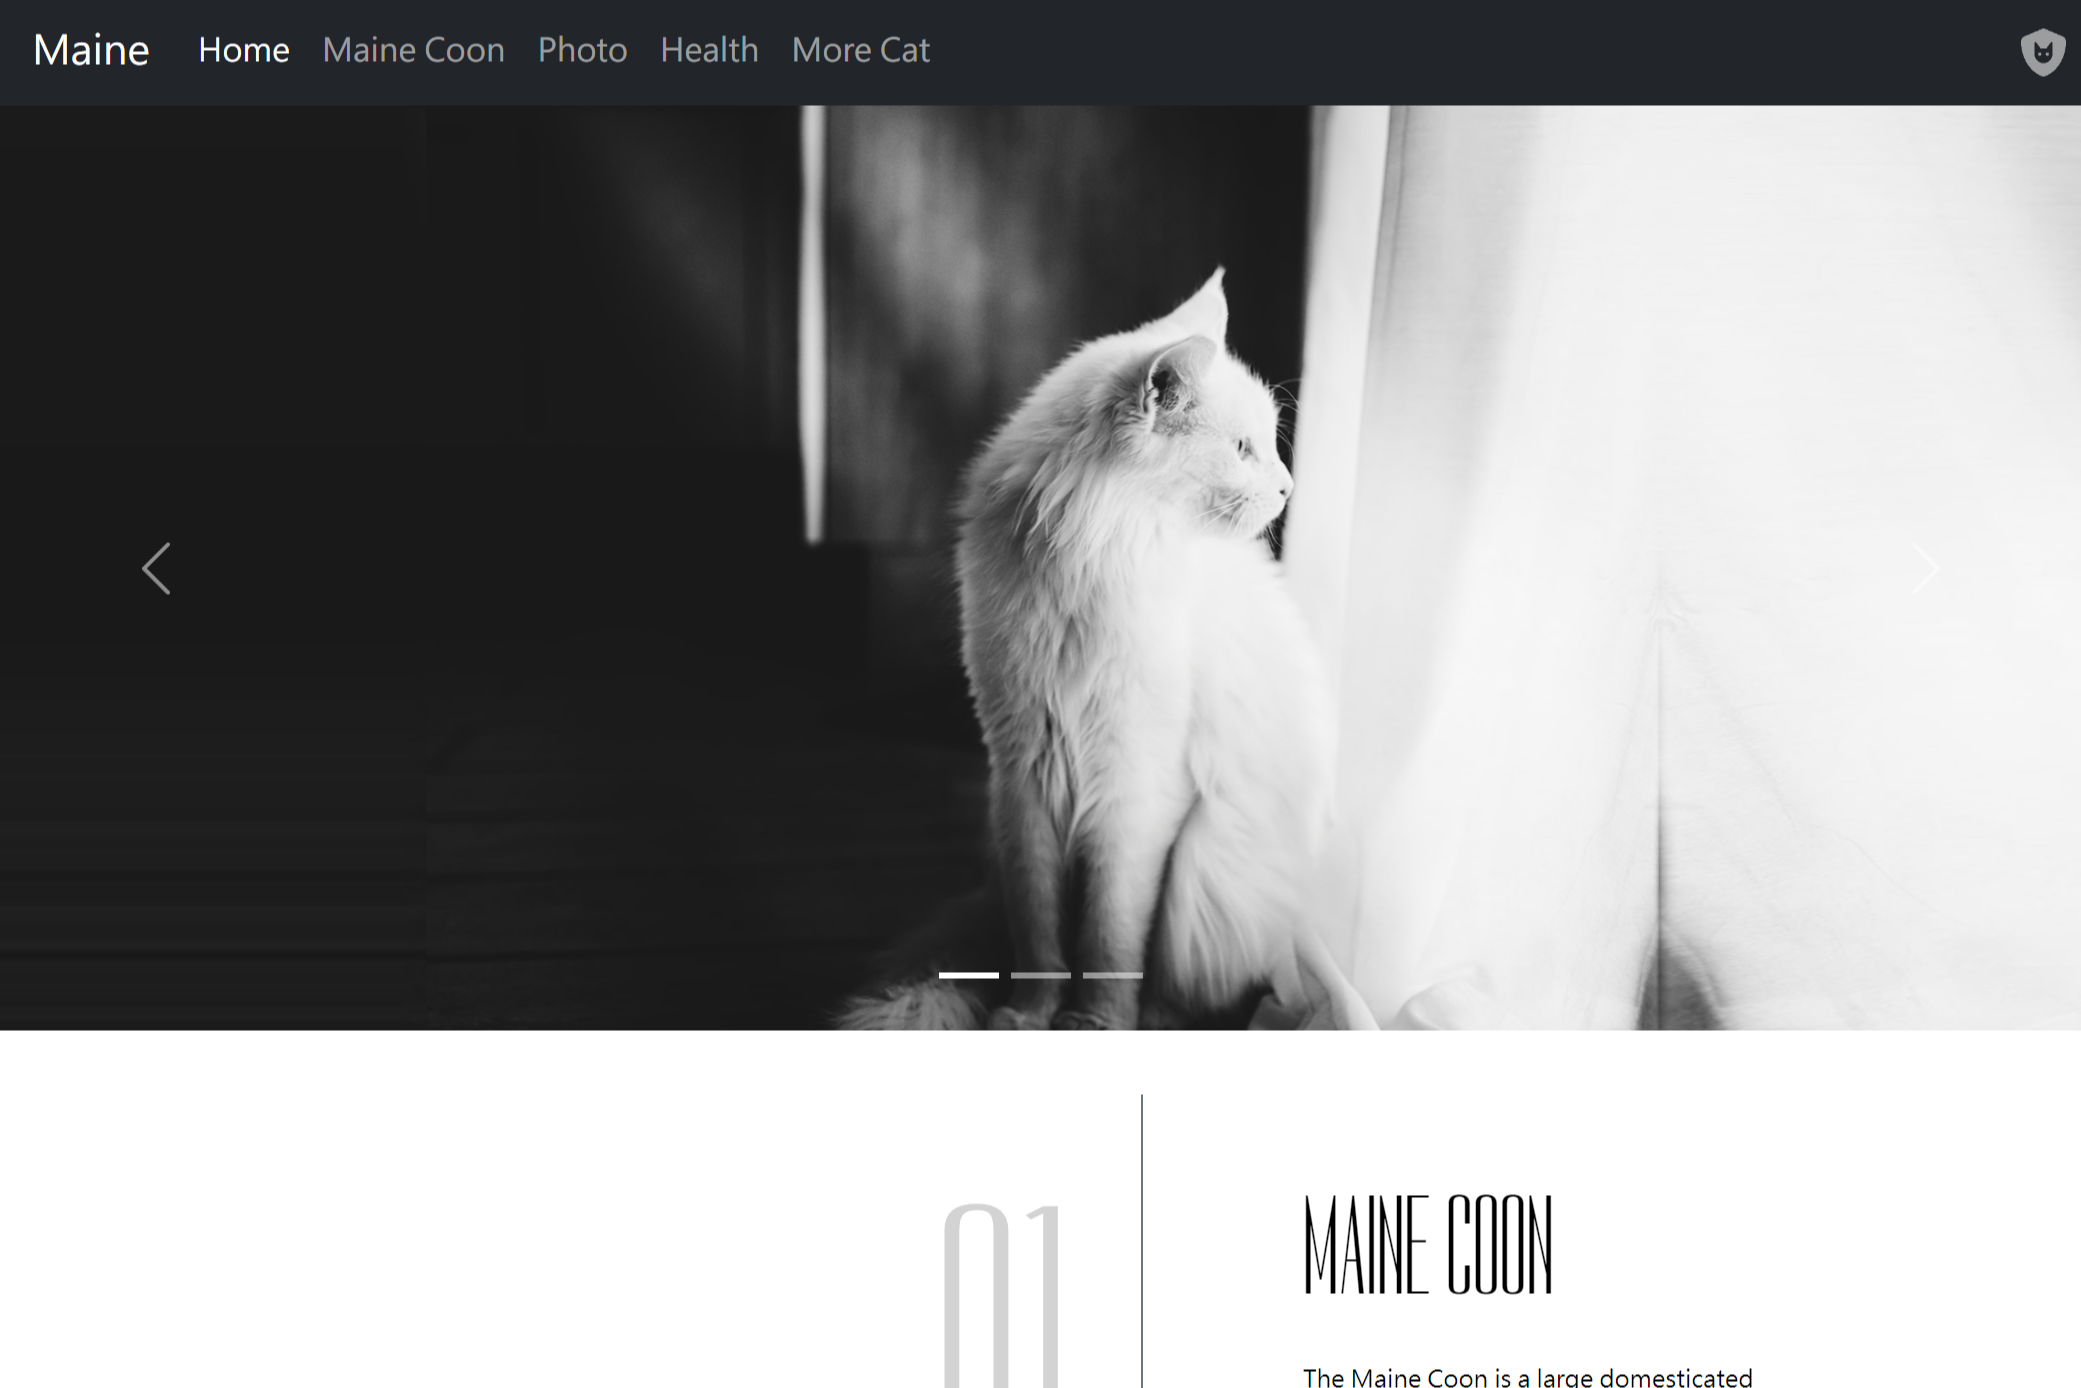 Maine Home Maine Coon Photo Health More Cat
01
MAINE COON
The Maine Coon is a large domesticated